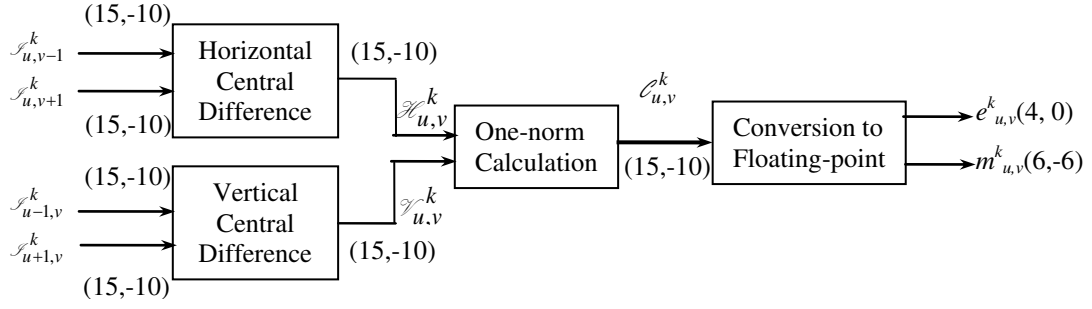 (15,-10)
ℐ^k_{u,v−1}
ℐ^k_{u,v+1}
(15,-10)
Horizontal
Central
Difference
(15,-10)
ℋ^k_{u,v}
(15,-10)
ℐ^k_{u−1,v}
ℐ^k_{u+1,v}
(15,-10)
Vertical
Central
Difference
𝒱^k_{u,v}
(15,-10)
One-norm
Calculation
𝒞^k_{u,v}
(15,-10)
Conversion to
Floating-point
e^k_{u,v}(4, 0)
m^k_{u,v}(6,-6)